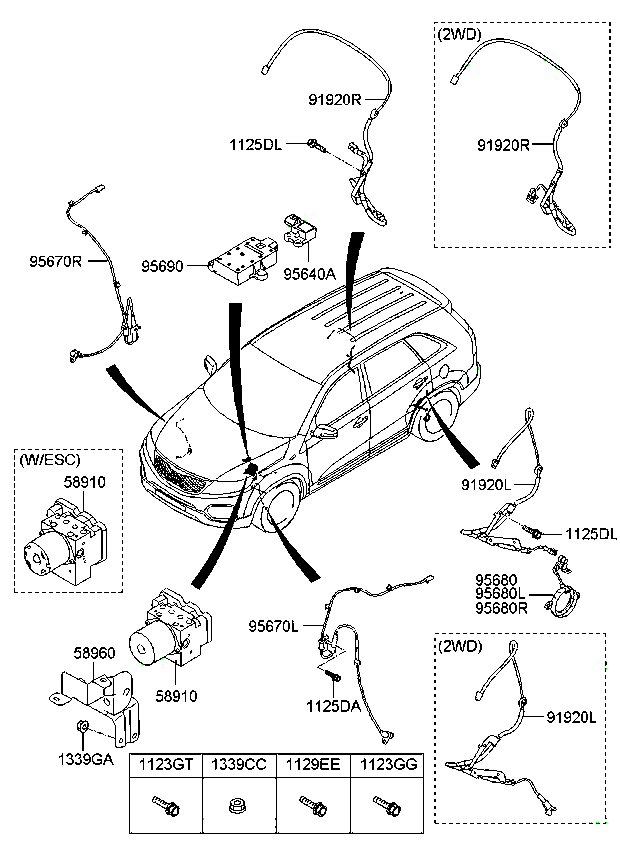 (2WD)
91920R
1125DL
91920R
95670R
95690
95640A
(W/ESC)
58910
91920L
1125DL
95680
95680L
95680R
95670L
58960
58910
1125DA
(2WD)
91920L
1339GA
1123GT 1339CC 1129EE 1123GG